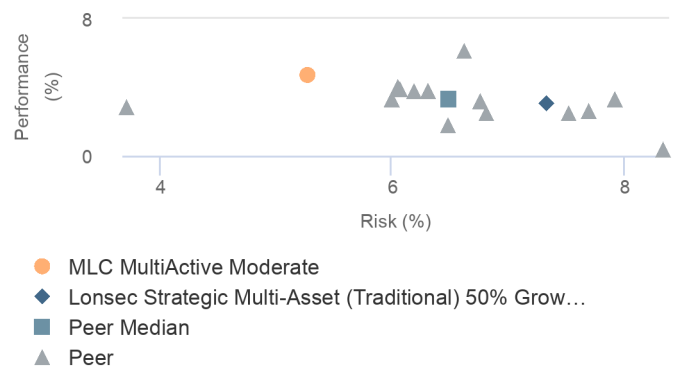 8
Performance
(%)
0
4
6
8
Risk (%)
MLC MultiActive Moderate
Lonsec Strategic Multi-Asset (Traditional) 50% Grow…
Peer Median
Peer